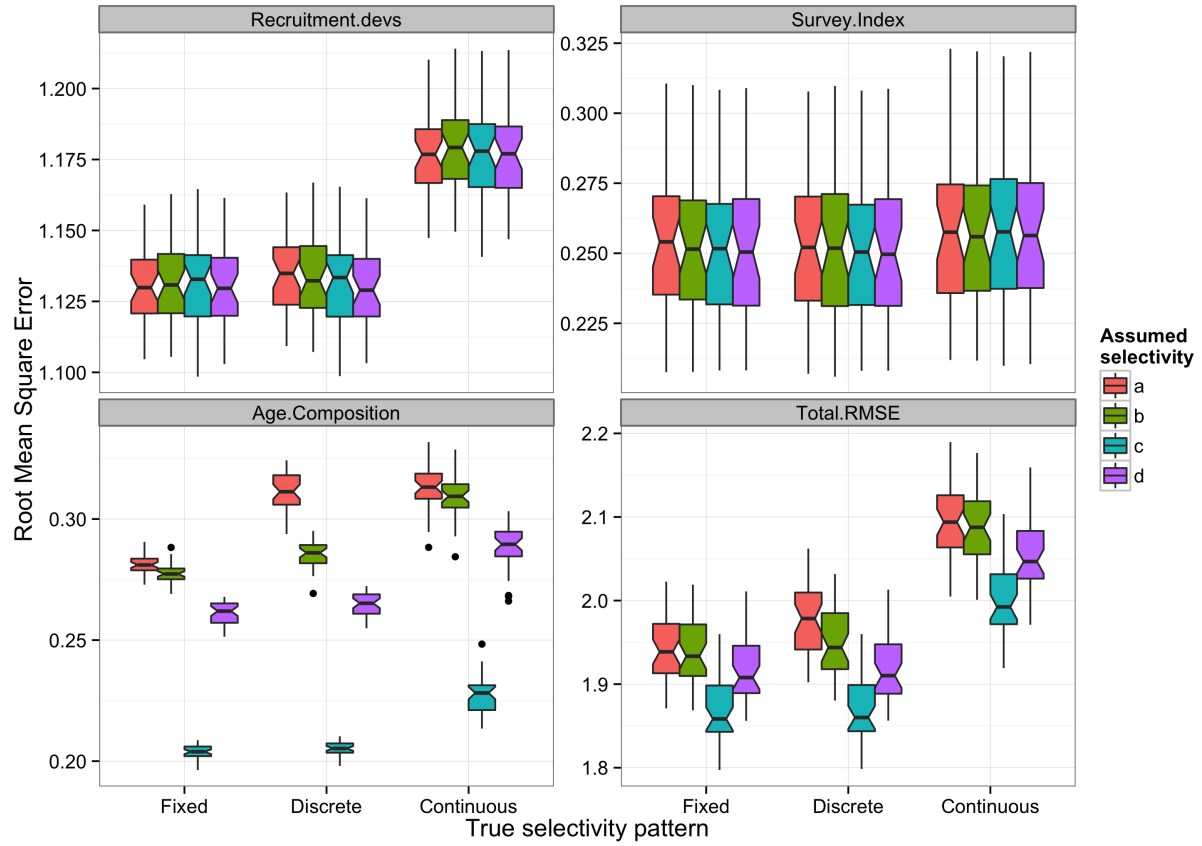 Recruitment.devs
Survey.Index
1.200
1.175
1.150
1.125
1.100
0.325
0.300
0.275
0.250
0.225
Root Mean Square Error
Age.Composition
Total.RMSE
0.30
0.25
0.20
2.2
2.1
2.0
1.9
1.8
Fixed
Discrete
Continuous
Fixed
Discrete
Continuous
True selectivity pattern
Assumed
selectivity
a
b
c
d